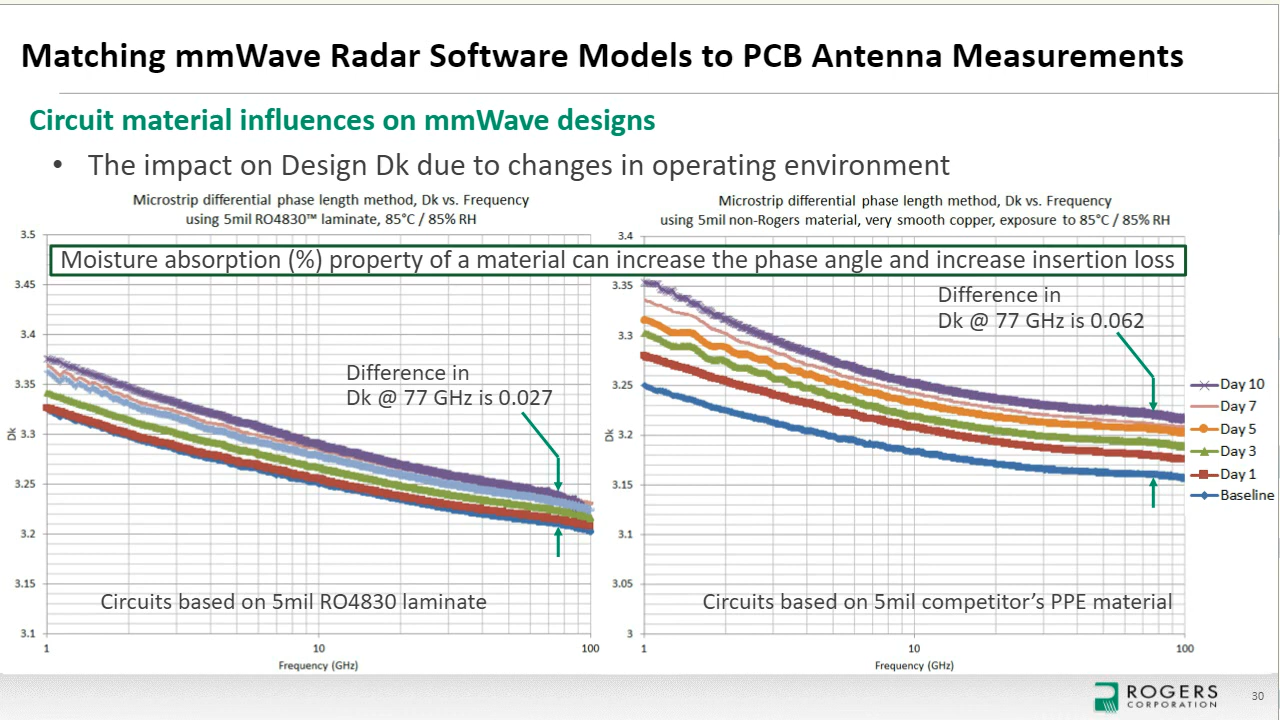 Matching mmWave Radar Software Models to PCB Antenna Measurements
Circuit material influences on mmWave designs
• The impact on Design Dk due to changes in operating environment
Microstrip differential phase length method, Dk vs. Frequency
using 5mil RO4830™ laminate, 85°C / 85% RH
Microstrip differential phase length method, Dk vs. Frequency
using 5mil non-Rogers material, very smooth copper, exposure to 85°C / 85% RH
Moisture absorption (%) property of a material can increase the phase angle and increase insertion loss
3.5
3.45
3.4
3.35
3.3
3.25
3.2
3.15
3.1
Dk
Difference in
Dk @ 77 GHz is 0.027
Circuits based on 5mil RO4830 laminate
1
10
100
Frequency (GHz)
3.4
3.35
3.3
3.25
3.2
3.15
3.1
3.05
3
Dk
Difference in
Dk @ 77 GHz is 0.062
Circuits based on 5mil competitor’s PPE material
1
10
100
Frequency (GHz)
Day 10
Day 7
Day 5
Day 3
Day 1
Baseline
ROGERS
CORPORATION
30